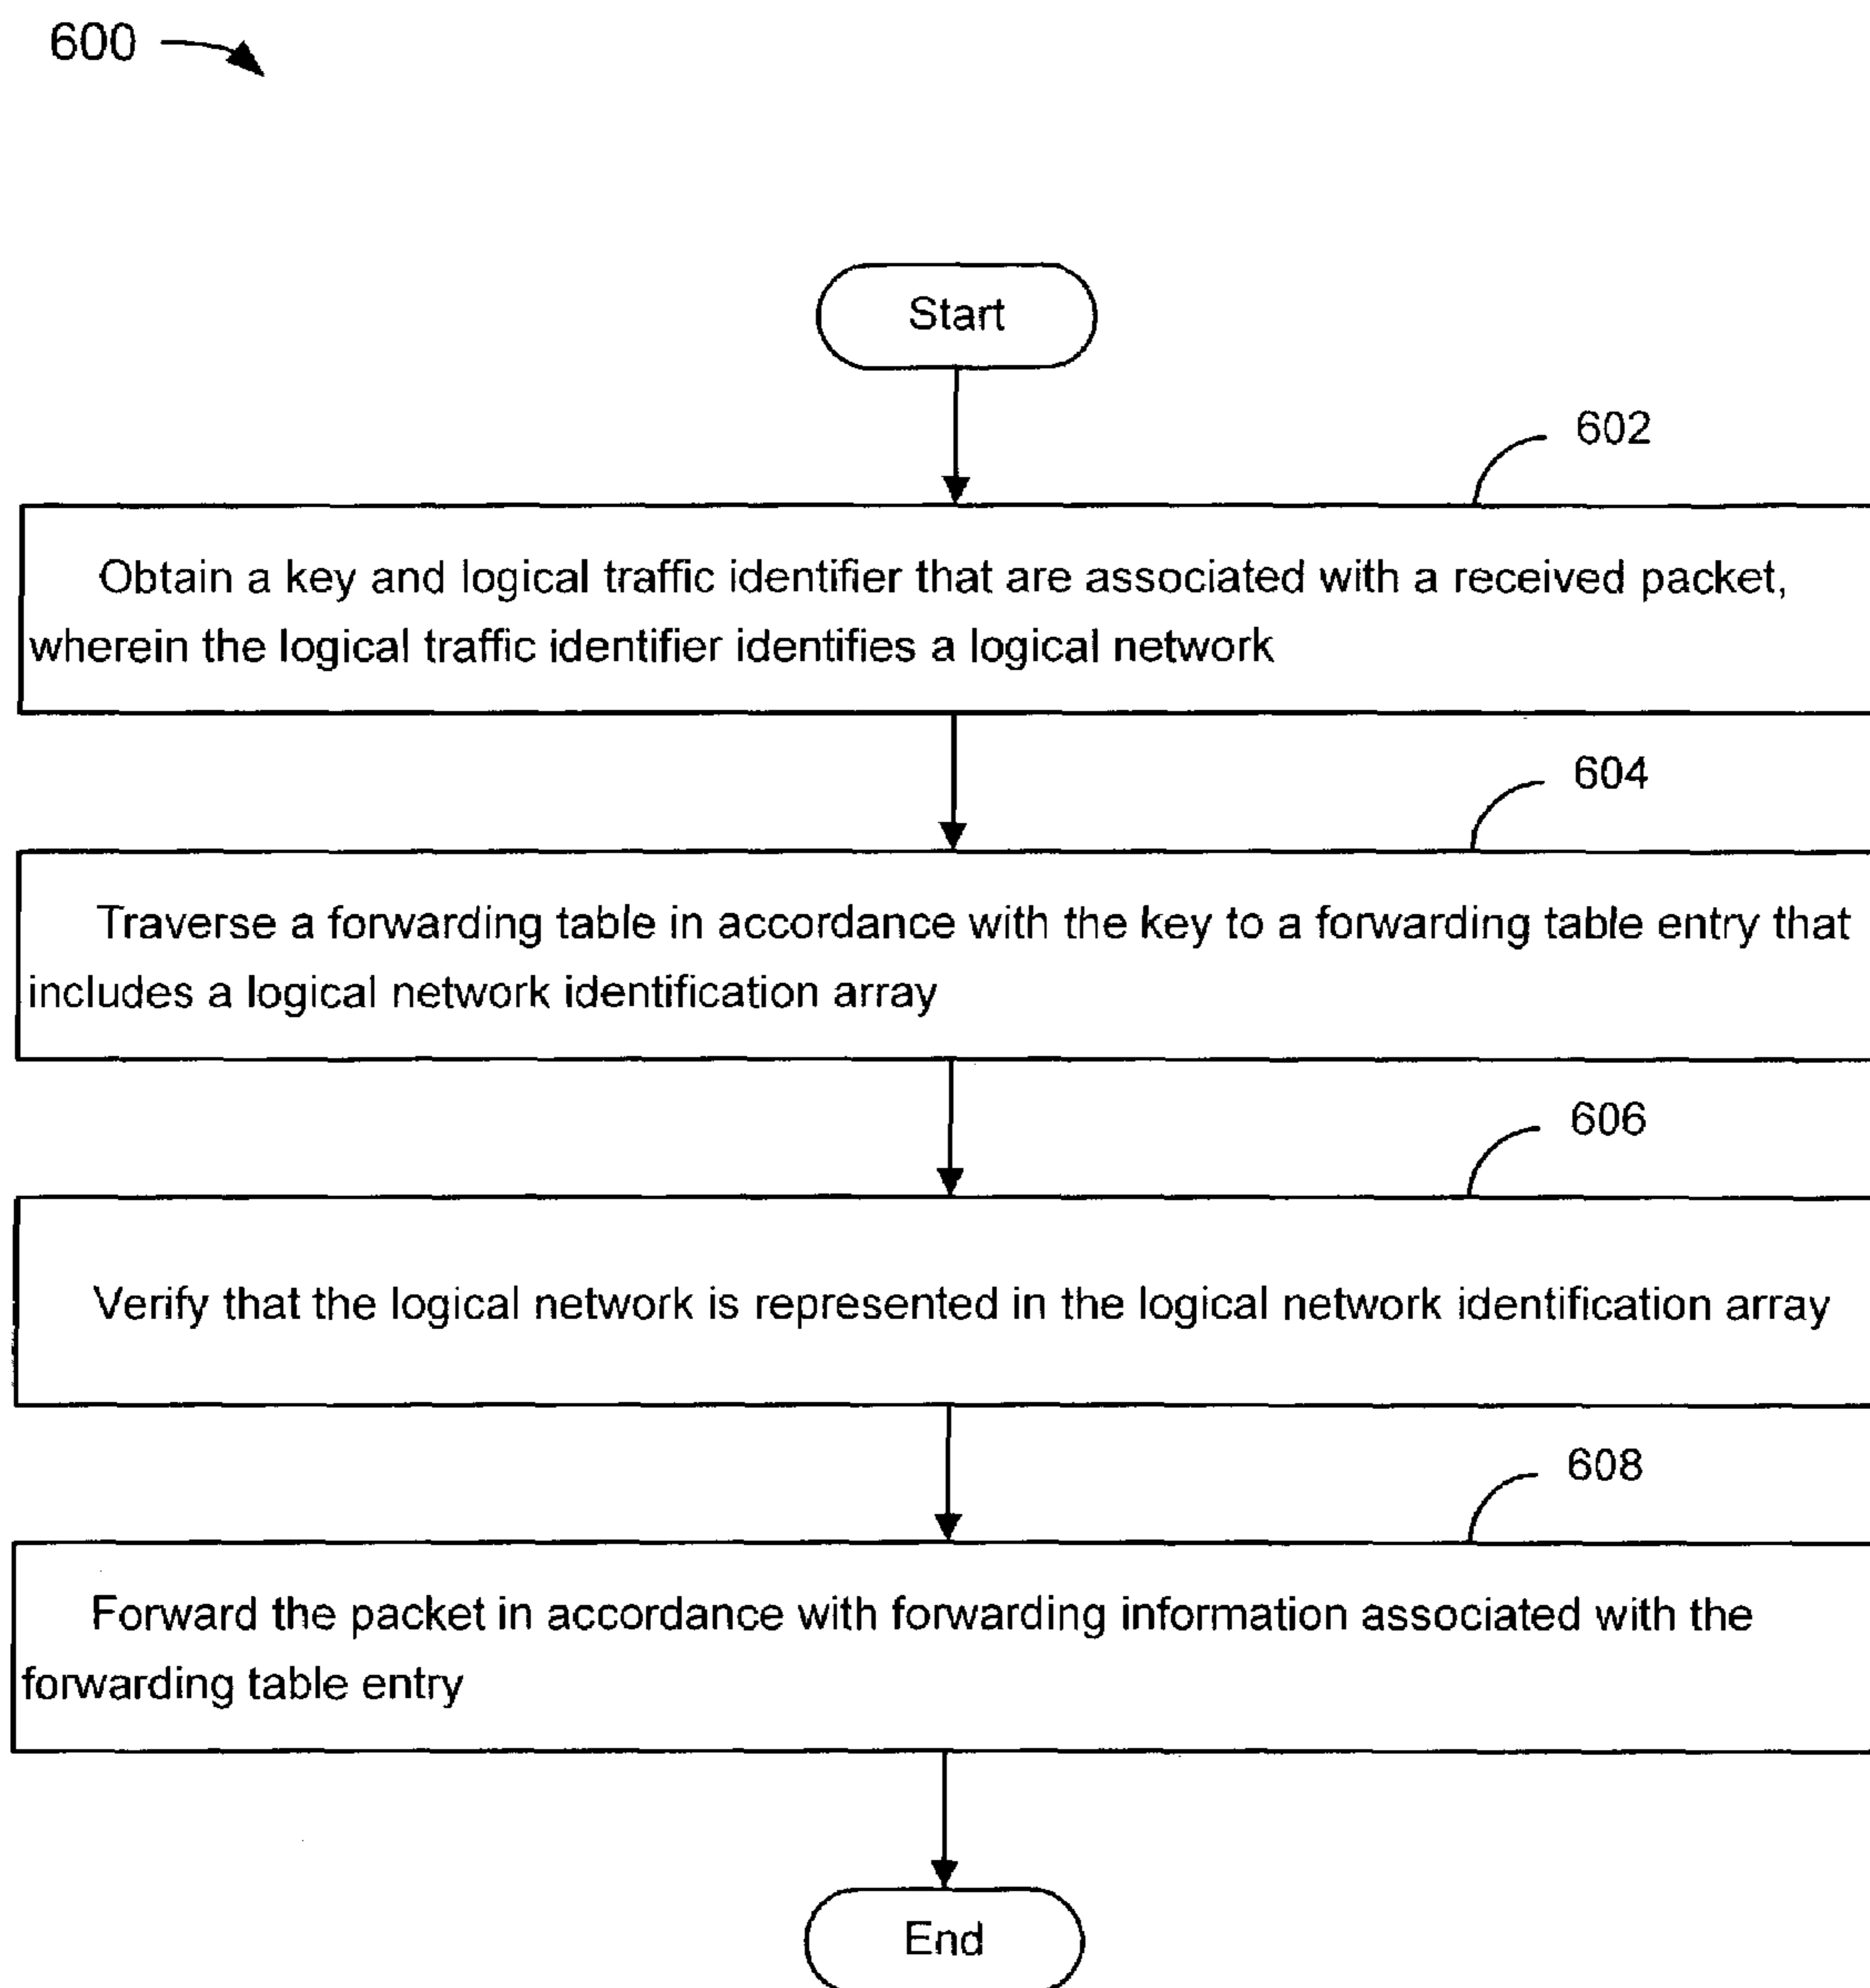 600
Start
602
Obtain a key and logical traffic identifier that are associated with a received packet,
wherein the logical traffic identifier identifies a logical network
604
Traverse a forwarding table in accordance with the key to a forwarding table entry that
includes a logical network identification array
606
Verify that the logical network is represented in the logical network identification array
608
Forward the packet in accordance with forwarding information associated with the
forwarding table entry
End